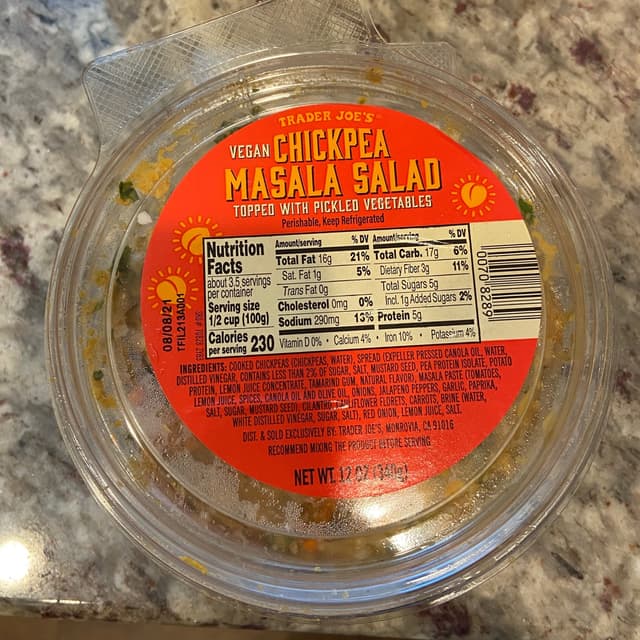 TRADER JOE'S
VEGAN CHICKPEA
MASALA SALAD
TOPPED WITH PICKLED VEGETABLES
Perishable, Keep Refrigerated
Nutrition Facts
about 3.5 servings per container
Serving size
1/2 cup (100g)
Calories per serving 230
Amount/serving % DV
Total Fat 16g 21%
Sat. Fat 1g 5%
Trans Fat 0g
Cholesterol 0mg 0%
Sodium 290mg 13%
Amount/serving % DV
Total Carb. 17g 6%
Dietary Fiber 3g 11%
Total Sugars 5g
Incl. 1g Added Sugars 2%
Protein 5g
Vitamin D 0% • Calcium 4% • Iron 10% • Potassium 4%
0070 82899
08/08/21
TFIL213A001
INGREDIENTS: COOKED CHICKPEAS (CHICKPEAS, WATER), SPREAD (EXPELLER PRESSED CANOLA OIL, WATER,
DISTILLED VINEGAR, CONTAINS LESS THAN 2% OF SUGAR, SALT, MUSTARD SEED, PEA PROTEIN ISOLATE, POTATO
PROTEIN, LEMON JUICE CONCENTRATE, TAMARIND GUM, NATURAL FLAVOR), MASALA PASTE (TOMATOES,
LEMON JUICE, SPICES, CANOLA OIL AND OLIVE OIL, ONIONS, JALAPENO PEPPERS, GARLIC, PAPRIKA,
SALT, SUGAR, MUSTARD SEED), CILANTRO, CAULIFLOWER FLORETS, CARROTS, BRINE (WATER,
WHITE DISTILLED VINEGAR, SUGAR, SALT), RED ONION, LEMON JUICE, SALT.
DIST. & SOLD EXCLUSIVELY BY: TRADER JOE'S, MONROVIA, CA 91016
RECOMMEND MIXING THE PRODUCT BEFORE SERVING
NET WT. 12 OZ (340g)